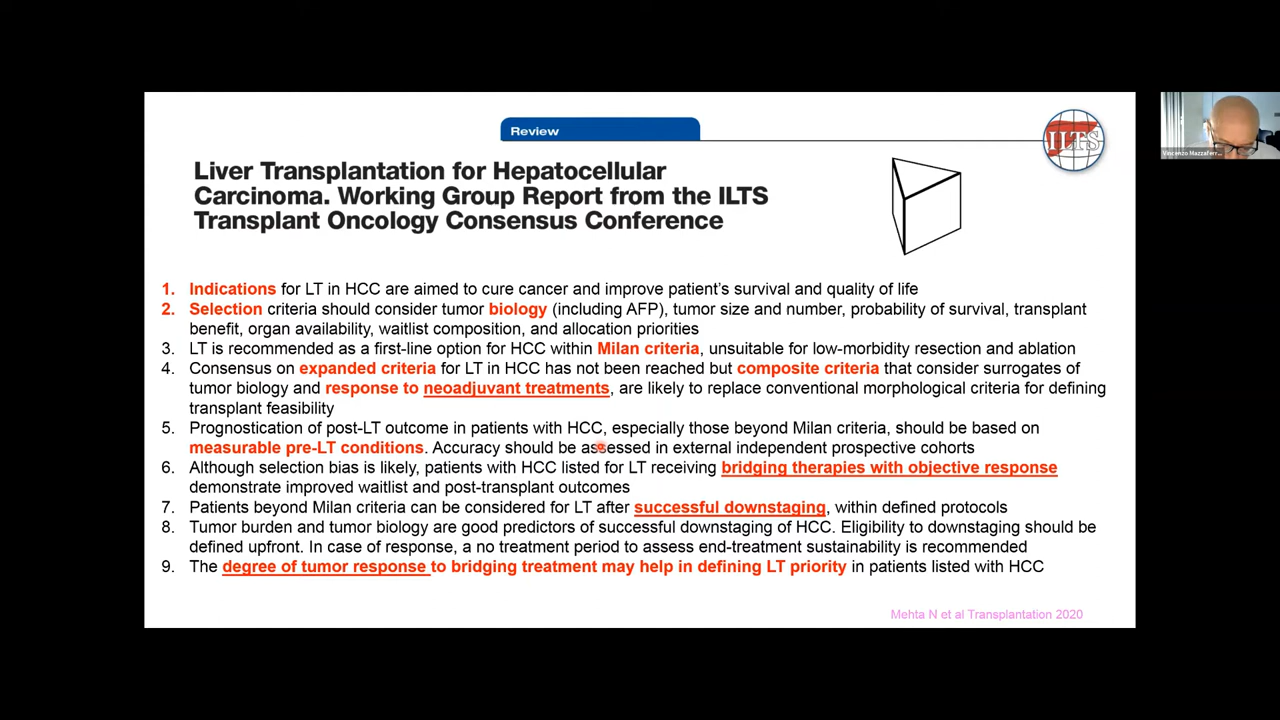 Review
ILTS
Vincenzo Mazzaferr...
Liver Transplantation for Hepatocellular
Carcinoma. Working Group Report from the ILTS
Transplant Oncology Consensus Conference
1. Indications for LT in HCC are aimed to cure cancer and improve patient's survival and quality of life
2. Selection criteria should consider tumor biology (including AFP), tumor size and number, probability of survival, transplant
benefit, organ availability, waitlist composition, and allocation priorities
3. LT is recommended as a first-line option for HCC within Milan criteria, unsuitable for low-morbidity resection and ablation
4. Consensus on expanded criteria for LT in HCC has not been reached but composite criteria that consider surrogates of
tumor biology and response to neoadjuvant treatments, are likely to replace conventional morphological criteria for defining
transplant feasibility
5. Prognostication of post-LT outcome in patients with HCC, especially those beyond Milan criteria, should be based on
measurable pre-LT conditions. Accuracy should be assessed in external independent prospective cohorts
6. Although selection bias is likely, patients with HCC listed for LT receiving bridging therapies with objective response
demonstrate improved waitlist and post-transplant outcomes
7. Patients beyond Milan criteria can be considered for LT after successful downstaging, within defined protocols
8. Tumor burden and tumor biology are good predictors of successful downstaging of HCC. Eligibility to downstaging should be
defined upfront. In case of response, a no treatment period to assess end-treatment sustainability is recommended
9. The degree of tumor response to bridging treatment may help in defining LT priority in patients listed with HCC
Mehta N et al Transplantation 2020